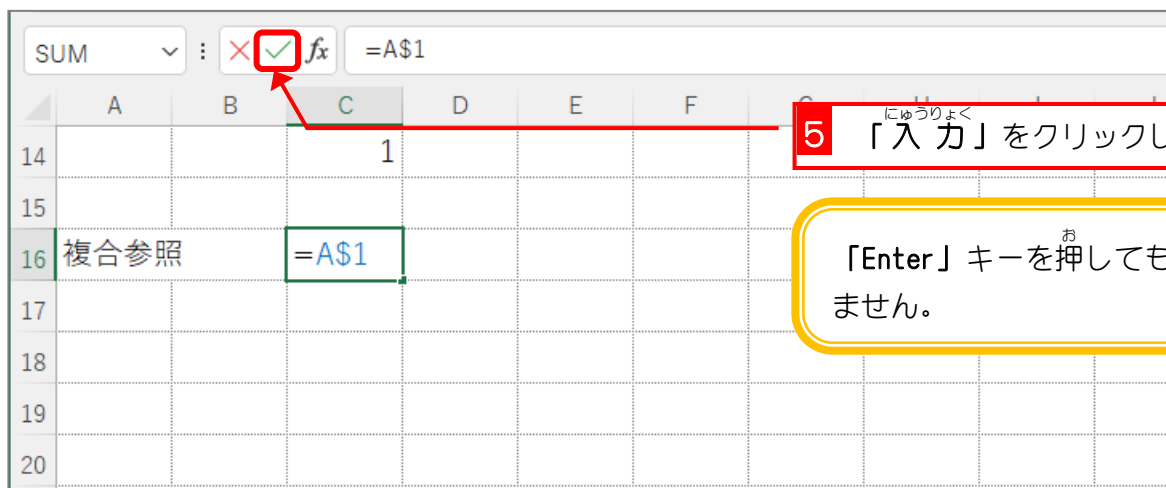 SUM =A$1
A B C D E F
14 1
15
16 複合参照 =A$1
17
18
19
20
5 「入力」をクリックし
にゅうりょく
「Enter」キーを押しても
お
ません。